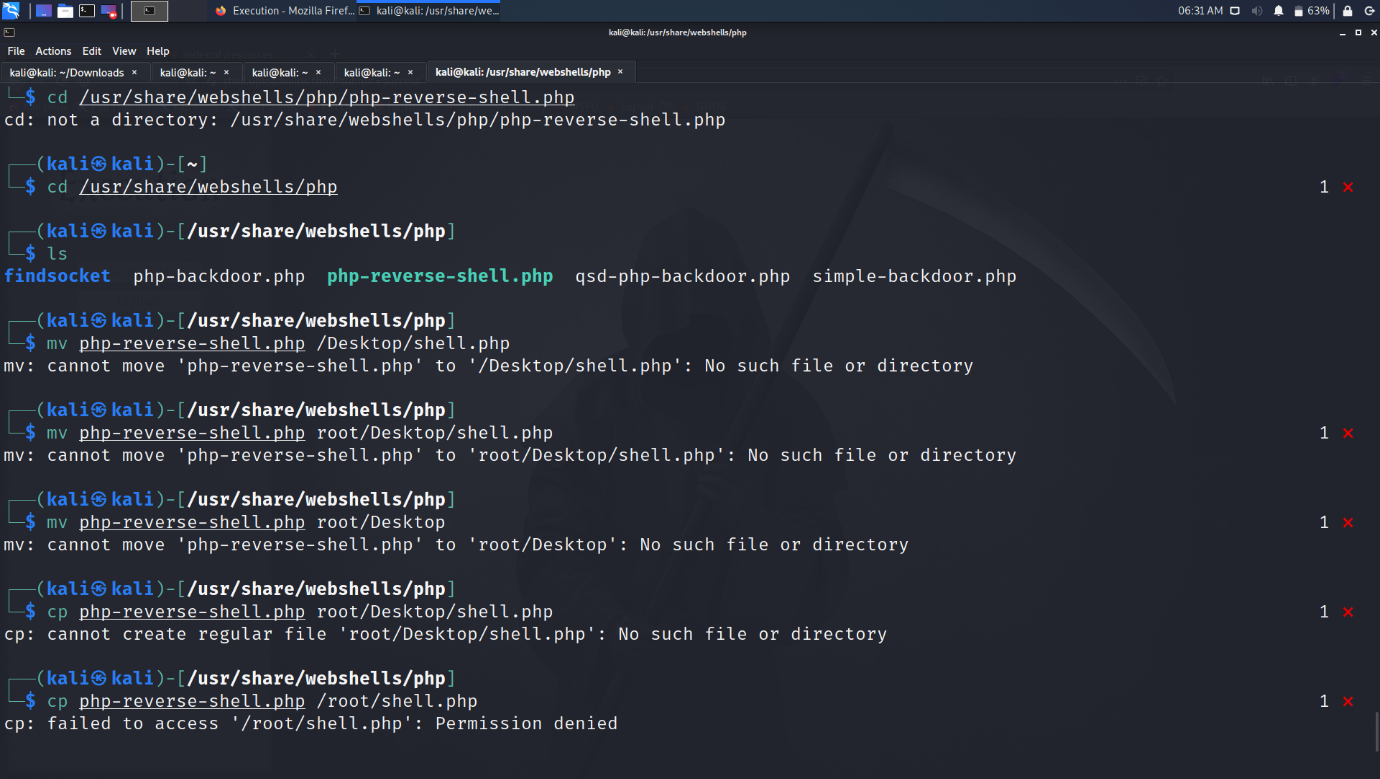 Execution - Mozilla Firef... kali@kali: /usr/share/we... 06:31 AM 63%
kali@kali: /usr/share/webshells/php
File Actions Edit View Help
kali@kali: ~/Downloads × kali@kali: ~ × kali@kali: ~ × kali@kali: ~ × kali@kali: /usr/share/webshells/php ×
└─$ cd /usr/share/webshells/php/php-reverse-shell.php
cd: not a directory: /usr/share/webshells/php/php-reverse-shell.php
┌──(kali㉿kali)-[~]
└─$ cd /usr/share/webshells/php 1 ⨯
┌──(kali㉿kali)-[/usr/share/webshells/php]
└─$ ls
findsocket php-backdoor.php php-reverse-shell.php qsd-php-backdoor.php simple-backdoor.php
┌──(kali㉿kali)-[/usr/share/webshells/php]
└─$ mv php-reverse-shell.php /Desktop/shell.php
mv: cannot move 'php-reverse-shell.php' to '/Desktop/shell.php': No such file or directory
┌──(kali㉿kali)-[/usr/share/webshells/php]
└─$ mv php-reverse-shell.php root/Desktop/shell.php 1 ⨯
mv: cannot move 'php-reverse-shell.php' to 'root/Desktop/shell.php': No such file or directory
┌──(kali㉿kali)-[/usr/share/webshells/php]
└─$ mv php-reverse-shell.php root/Desktop 1 ⨯
mv: cannot move 'php-reverse-shell.php' to 'root/Desktop': No such file or directory
┌──(kali㉿kali)-[/usr/share/webshells/php]
└─$ cp php-reverse-shell.php root/Desktop/shell.php 1 ⨯
cp: cannot create regular file 'root/Desktop/shell.php': No such file or directory
┌──(kali㉿kali)-[/usr/share/webshells/php]
└─$ cp php-reverse-shell.php /root/shell.php 1 ⨯
cp: failed to access '/root/shell.php': Permission denied